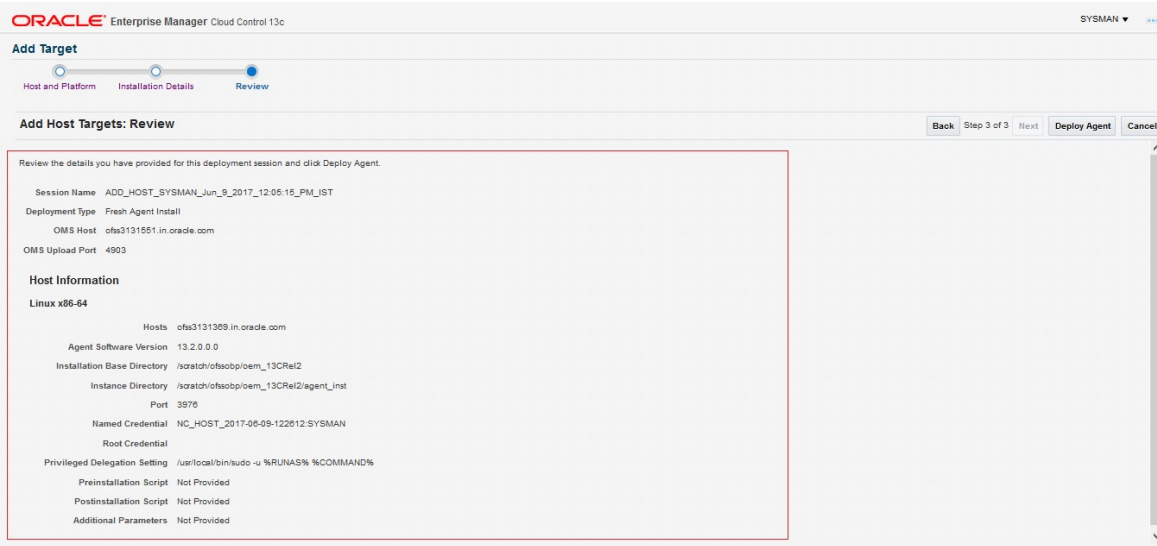 ORACLE Enterprise Manager Cloud Control 13c
SYSMAN
Add Target
Host and Platform Installation Details Review
Add Host Targets: Review
Back Step 3 of 3 Next Deploy Agent Cancel
Review the details you have provided for this deployment session and click Deploy Agent.
Session Name ADD_HOST_SYSMAN_Jun_9_2017_12:05:15_PM_IST
Deployment Type Fresh Agent Install
OMS Host ofss3131551.in.oracle.com
OMS Upload Port 4903
Host Information
Linux x86-64
Hosts ofss3131369.in.oracle.com
Agent Software Version 13.2.0.0.0
Installation Base Directory /scratch/ofssobp/oem_13CRel2
Instance Directory /scratch/ofssobp/oem_13CRel2/agent_inst
Port 3976
Named Credential NC_HOST_2017-06-09-122612:SYSMAN
Root Credential
Privileged Delegation Setting /usr/local/bin/sudo -u %RUNAS% %COMMAND%
Preinstallation Script Not Provided
Postinstallation Script Not Provided
Additional Parameters Not Provided